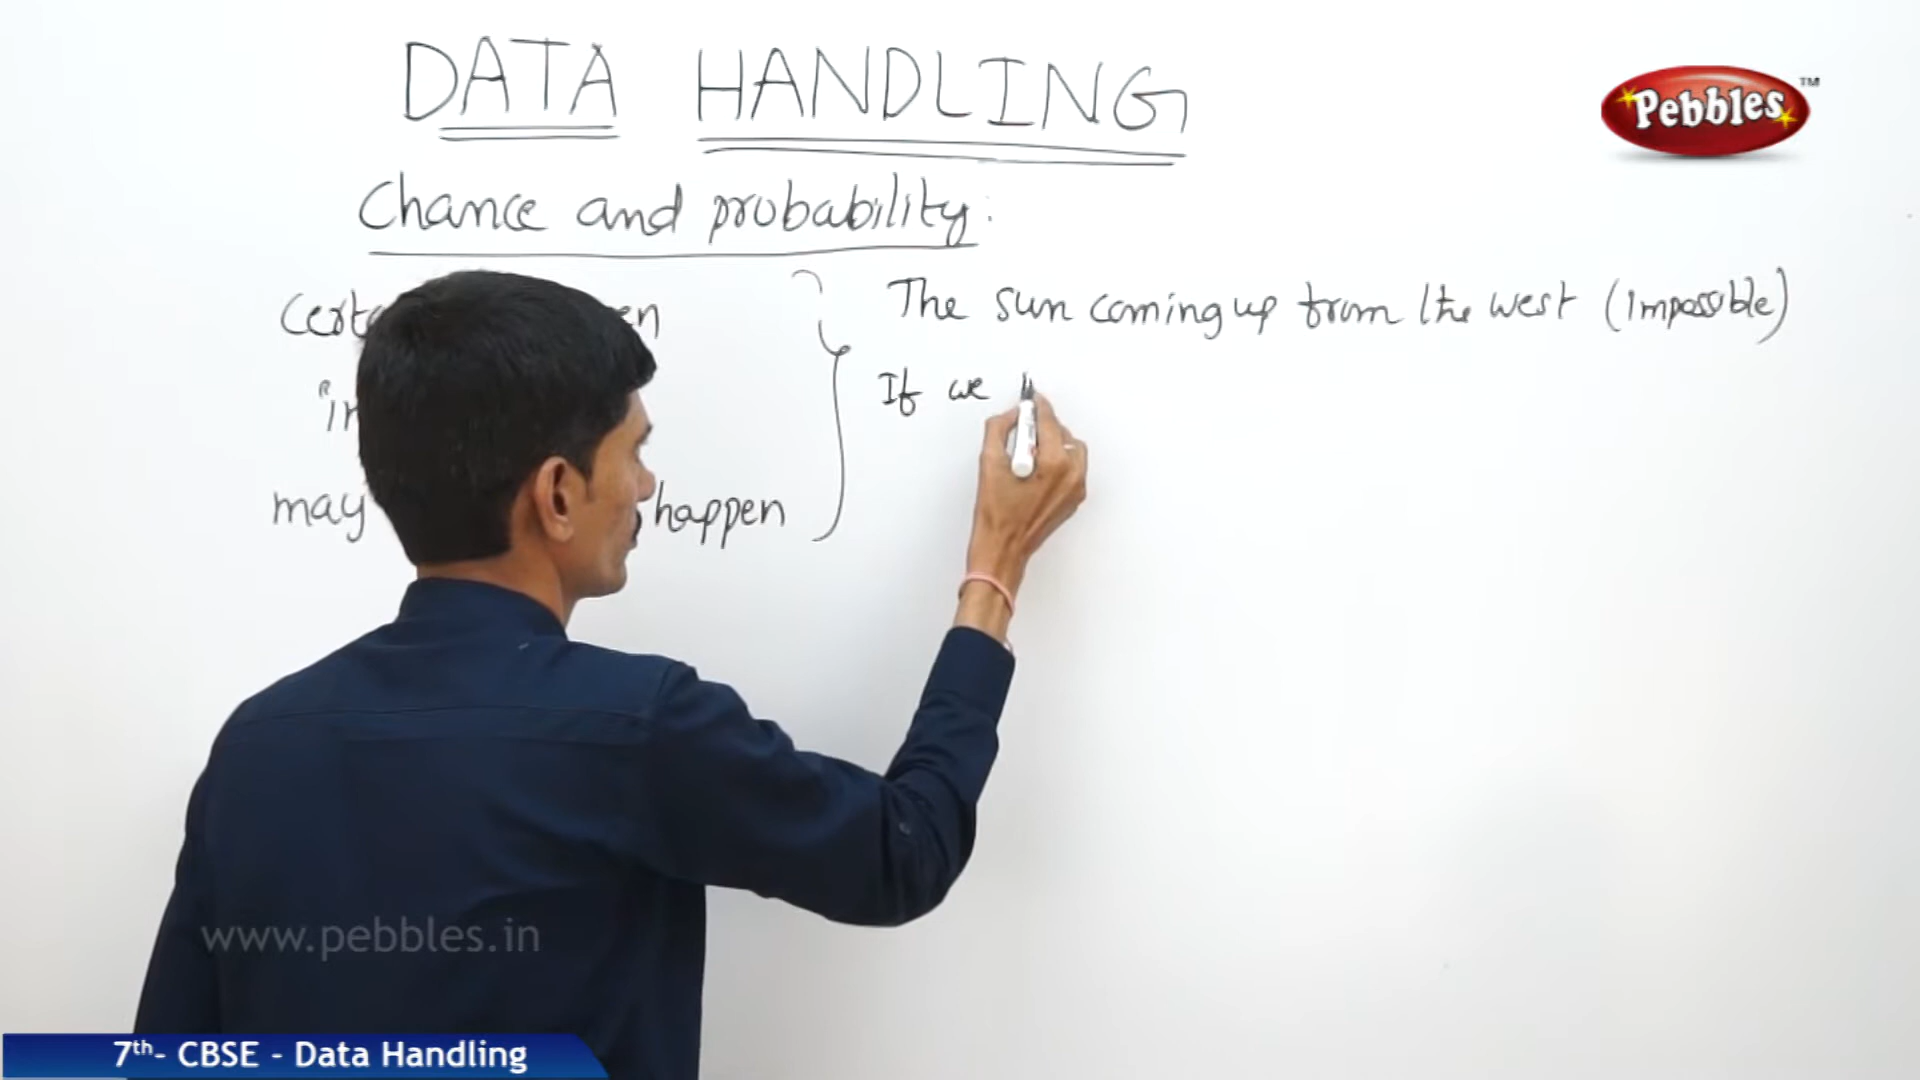 DATA HANDLING
Pebbles™
Chance and probability:
The sun coming up from the west (Impossible)
If we
may happen
www.pebbles.in
7th- CBSE - Data Handling